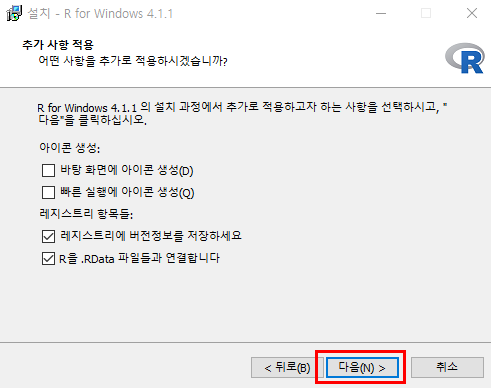 설치 - R for Windows 4.1.1
추가 사항 적용
어떤 사항을 추가로 적용하시겠습니까?
R
R for Windows 4.1.1 의 설치 과정에서 추가로 적용하고자 하는 사항을 선택하시고, "
다음"을 클릭하십시오.
아이콘 생성:
바탕 화면에 아이콘 생성(D)
빠른 실행에 아이콘 생성(Q)
레지스트리 항목들:
레지스트리에 버전정보를 저장하세요
R을 .RData 파일들과 연결합니다
< 뒤로(B)
다음(N) >
취소